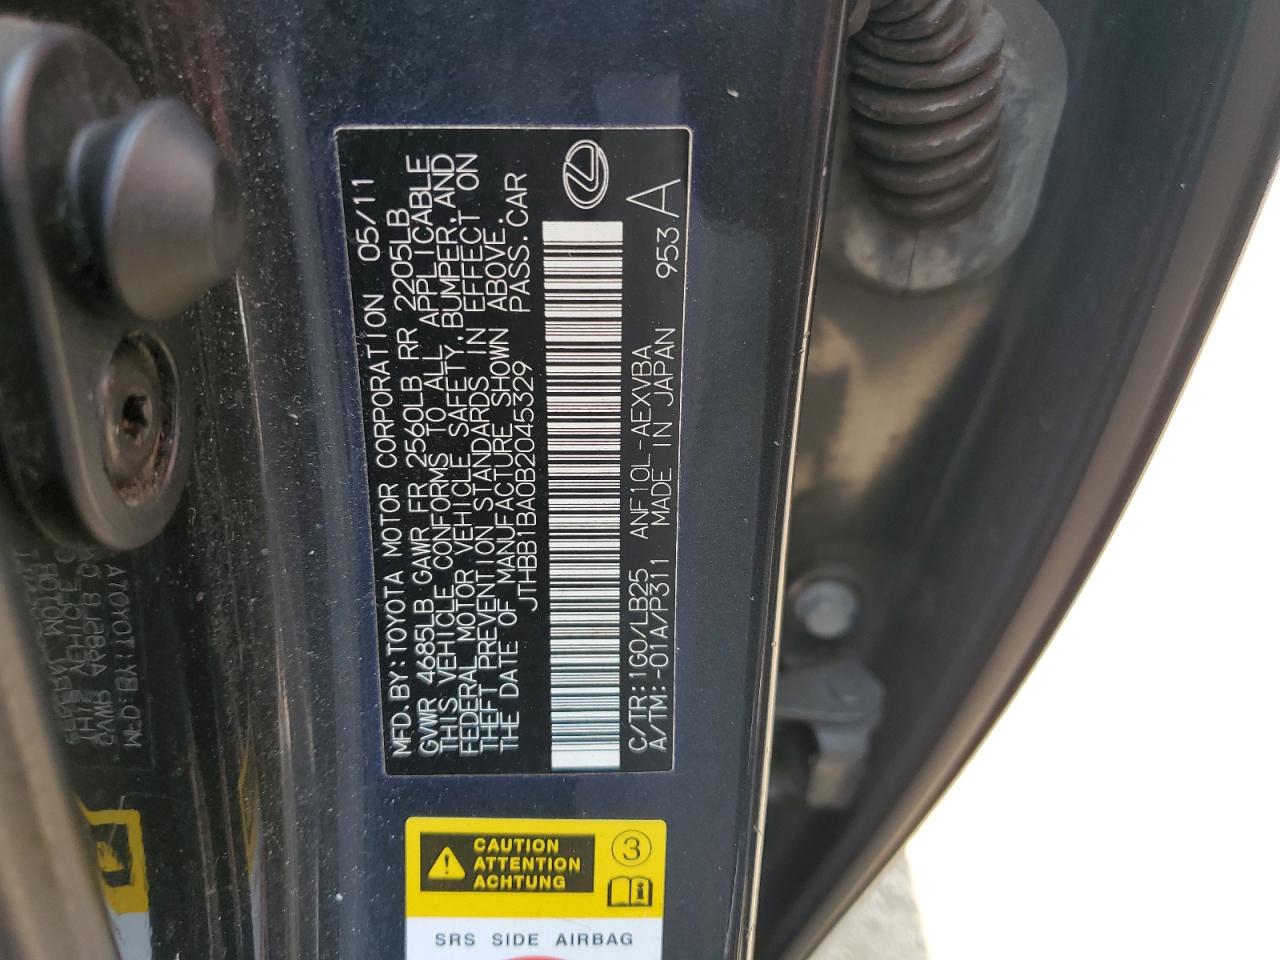 MFD.BY:TOYOTA MOTOR CORPORATION 05/11
GVWR 4685LB GAWR FR 2560LB RR 2205LB
THIS VEHICLE CONFORMS TO ALL APPLICABLE
FEDERAL MOTOR VEHICLE SAFETY,BUMPER,AND
THEFT PREVENTION STANDARDS IN EFFECT ON
THE DATE OF MANUFACTURE SHOWN ABOVE.
JTHBB1BA0B2045329 PASS.CAR
C/TR:1G0/LB25 ANF10L-AEXVBA 953
A/TM:-01A/P311 MADE IN JAPAN A
CAUTION
ATTENTION
ACHTUNG
3
SRS SIDE AIRBAG